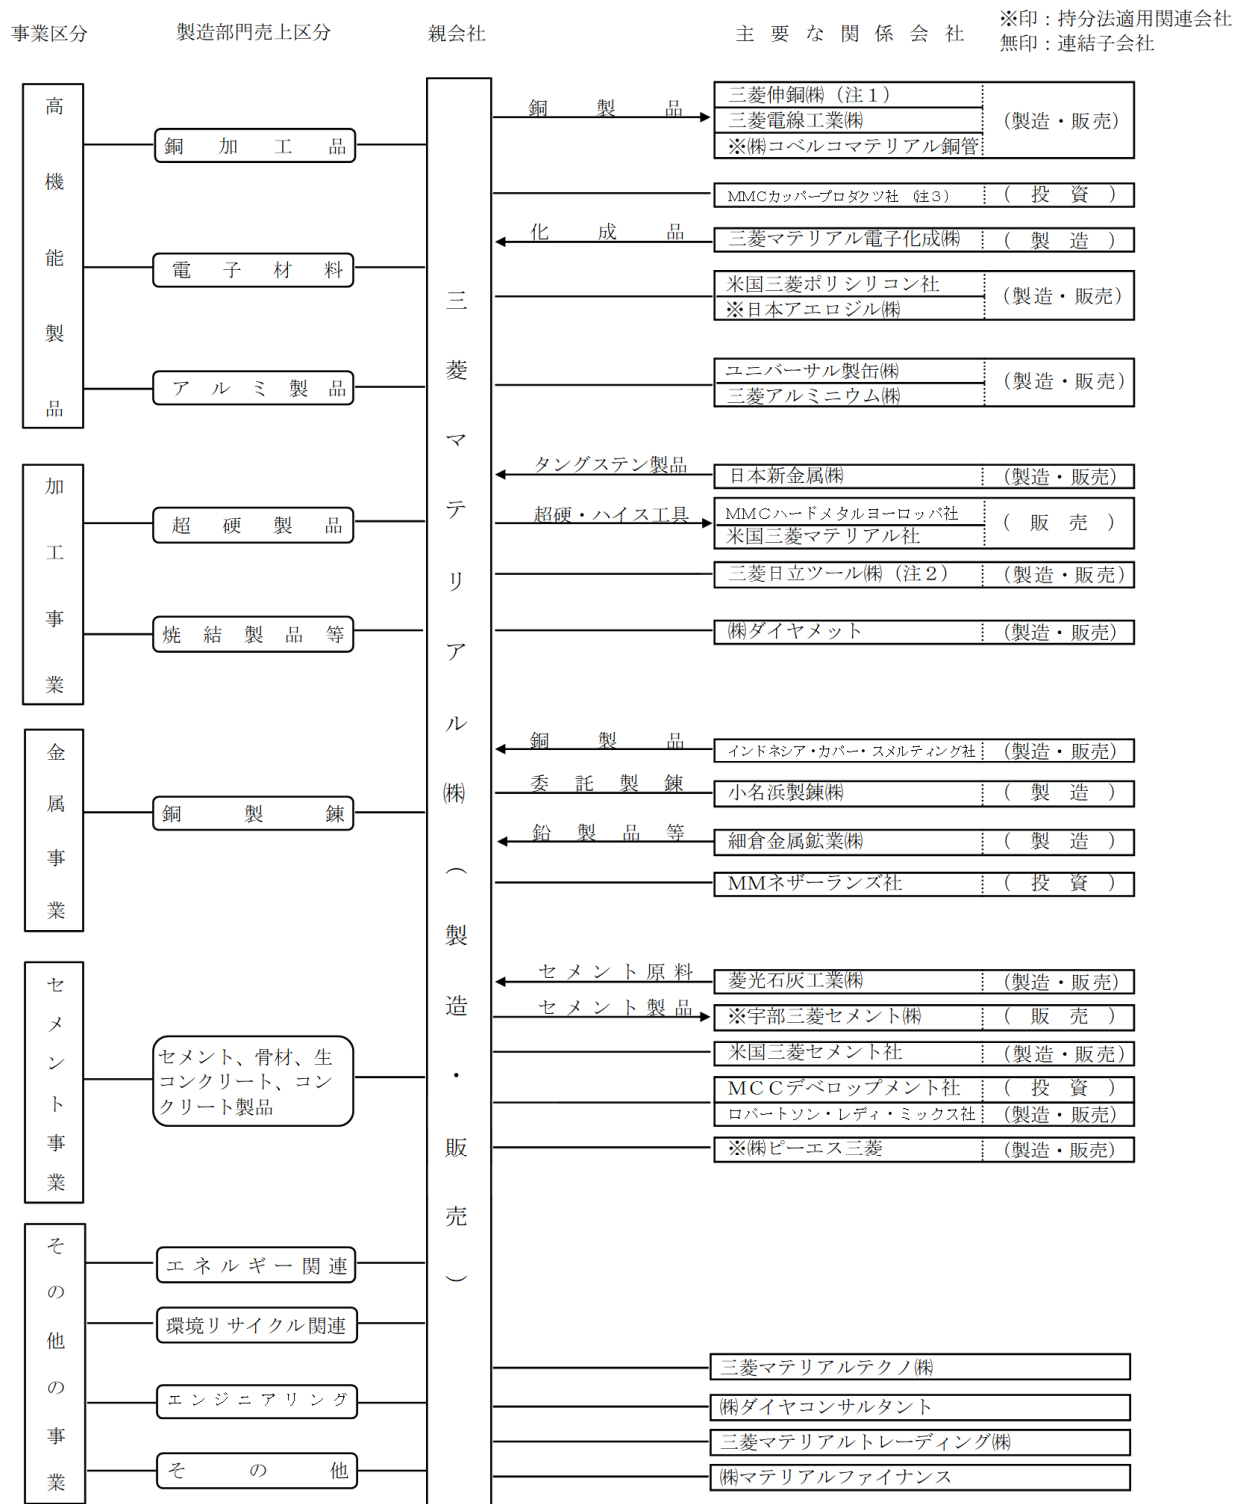 事業区分 製造部門売上区分 親会社 主要な関係会社
※印：持分法適用関連会社
無印：連結子会社
高機能製品
銅加工品
電子材料
アルミ製品
加工事業
超硬製品
焼結製品等
金属事業
銅製錬
セメント事業
セメント、骨材、生
コンクリート、コン
クリート製品
その他の事業
エネルギー関連
環境リサイクル関連
エンジニアリング
その他
三菱マテリアル㈱（製造・販売）
銅製品
三菱伸銅㈱（注１）
三菱電線工業㈱
※㈱コベルコマテリアル銅管
（製造・販売）
MMCカッパープロダクツ社（注３） （投資）
化成品
三菱マテリアル電子化成㈱ （製造）
米国三菱ポリシリコン社
※日本アエロジル㈱
（製造・販売）
ユニバーサル製缶㈱
三菱アルミニウム㈱
（製造・販売）
タングステン製品
日本新金属㈱ （製造・販売）
超硬・ハイス工具
MMCハードメタルヨーロッパ社
米国三菱マテリアル社
（販売）
三菱日立ツール㈱（注２） （製造・販売）
㈱ダイヤメット （製造・販売）
銅製品
インドネシア・カパー・スメルティング社 （製造・販売）
委託製錬
小名浜製錬㈱ （製造）
鉛製品等
細倉金属鉱業㈱ （製造）
MMネザーランズ社 （投資）
セメント原料
菱光石灰工業㈱ （製造・販売）
セメント製品
※宇部三菱セメント㈱ （販売）
米国三菱セメント社 （製造・販売）
MCCデベロップメント社 （投資）
ロバートソン・レディ・ミックス社 （製造・販売）
※㈱ピーエス三菱 （製造・販売）
三菱マテリアルテクノ㈱
㈱ダイヤコンサルタント
三菱マテリアルトレーディング㈱
㈱マテリアルファイナンス